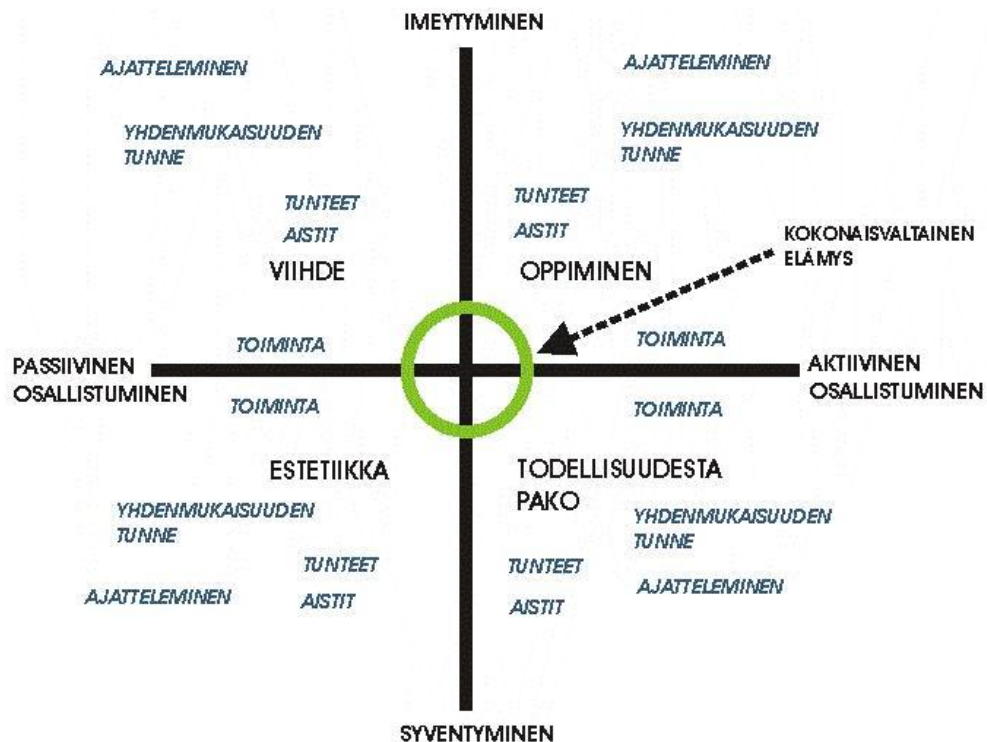 IMEYTYMINEN
AJATTELEMINEN
AJATTELEMINEN
YHDENMUKAISUUDEN
TUNNE
YHDENMUKAISUUDEN
TUNNE
TUNTEET
AISTIT
TUNTEET
AISTIT
VIIHDE
OPPIMINEN
KOKONAISVALTAINEN
ELÄMYS
TOIMINTA
TOIMINTA
PASSIIVINEN
OSALLISTUMINEN
AKTIIVINEN
OSALLISTUMINEN
TOIMINTA
TOIMINTA
ESTETIIKKA
TODELLISUUDESTA
PAKO
YHDENMUKAISUUDEN
TUNNE
YHDENMUKAISUUDEN
TUNNE
TUNTEET
AISTIT
TUNTEET
AISTIT
AJATTELEMINEN
AJATTELEMINEN
SYVENTYMINEN